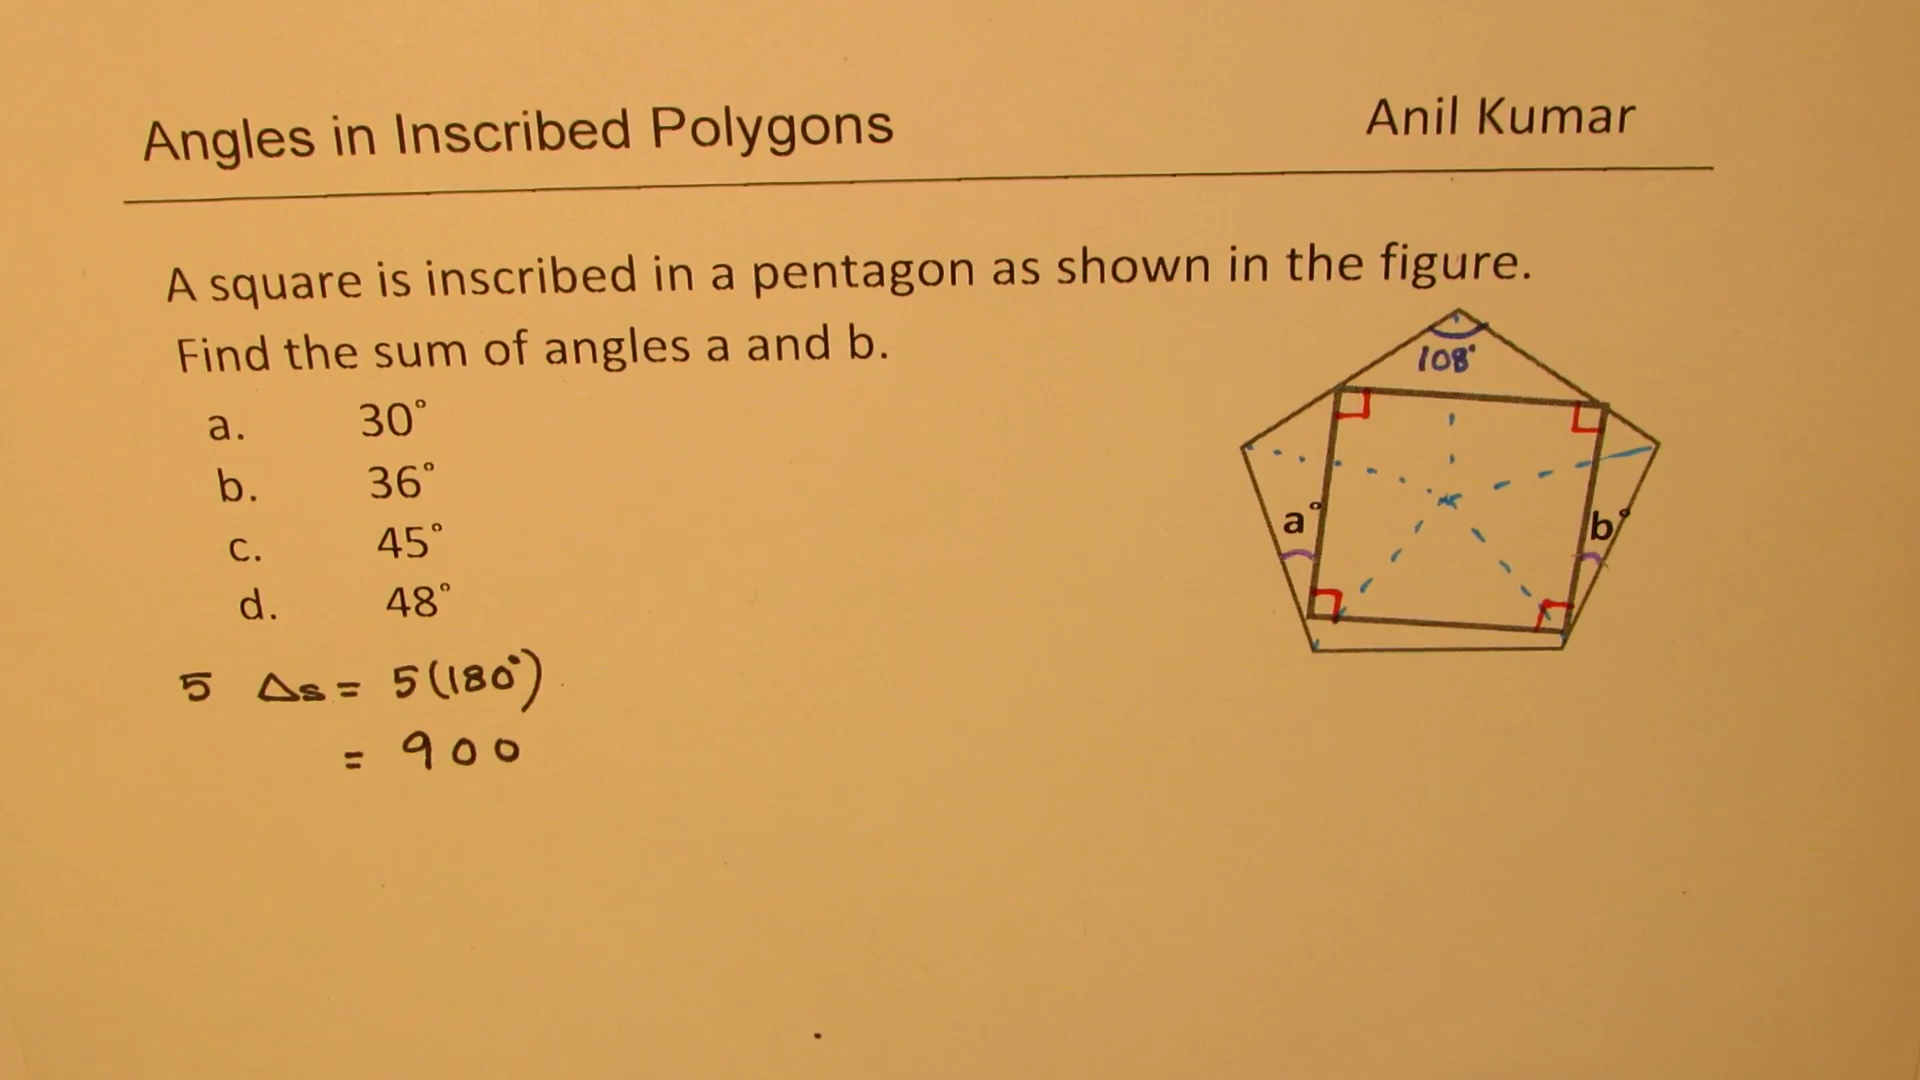 Angles in Inscribed Polygons
Anil Kumar
A square is inscribed in a pentagon as shown in the figure.
Find the sum of angles a and b.
a. 30°
b. 36°
c. 45°
d. 48°
5 Δs = 5(180°)
= 900
108°
a°
b°